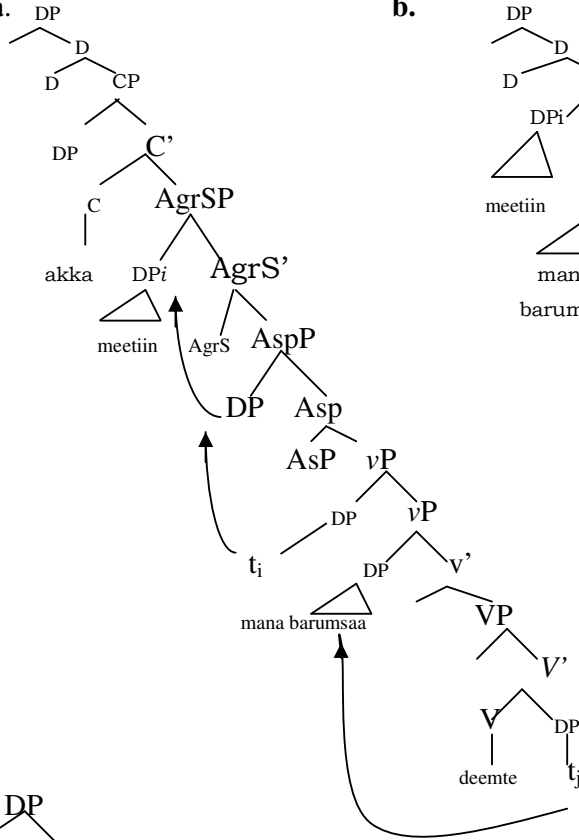 a.
b.
DP
DP
D
D
D
CP
D
DPi
DP
C'
C
AgrSP
meetiin
akka
DPi
AgrS'
man
meetiin
AgrS
AspP
barum
DP
Asp
AsP
vP
DP
vP
ti
DP
v'
mana barumsaa
VP
V'
V
DP
deemte
tj
DP